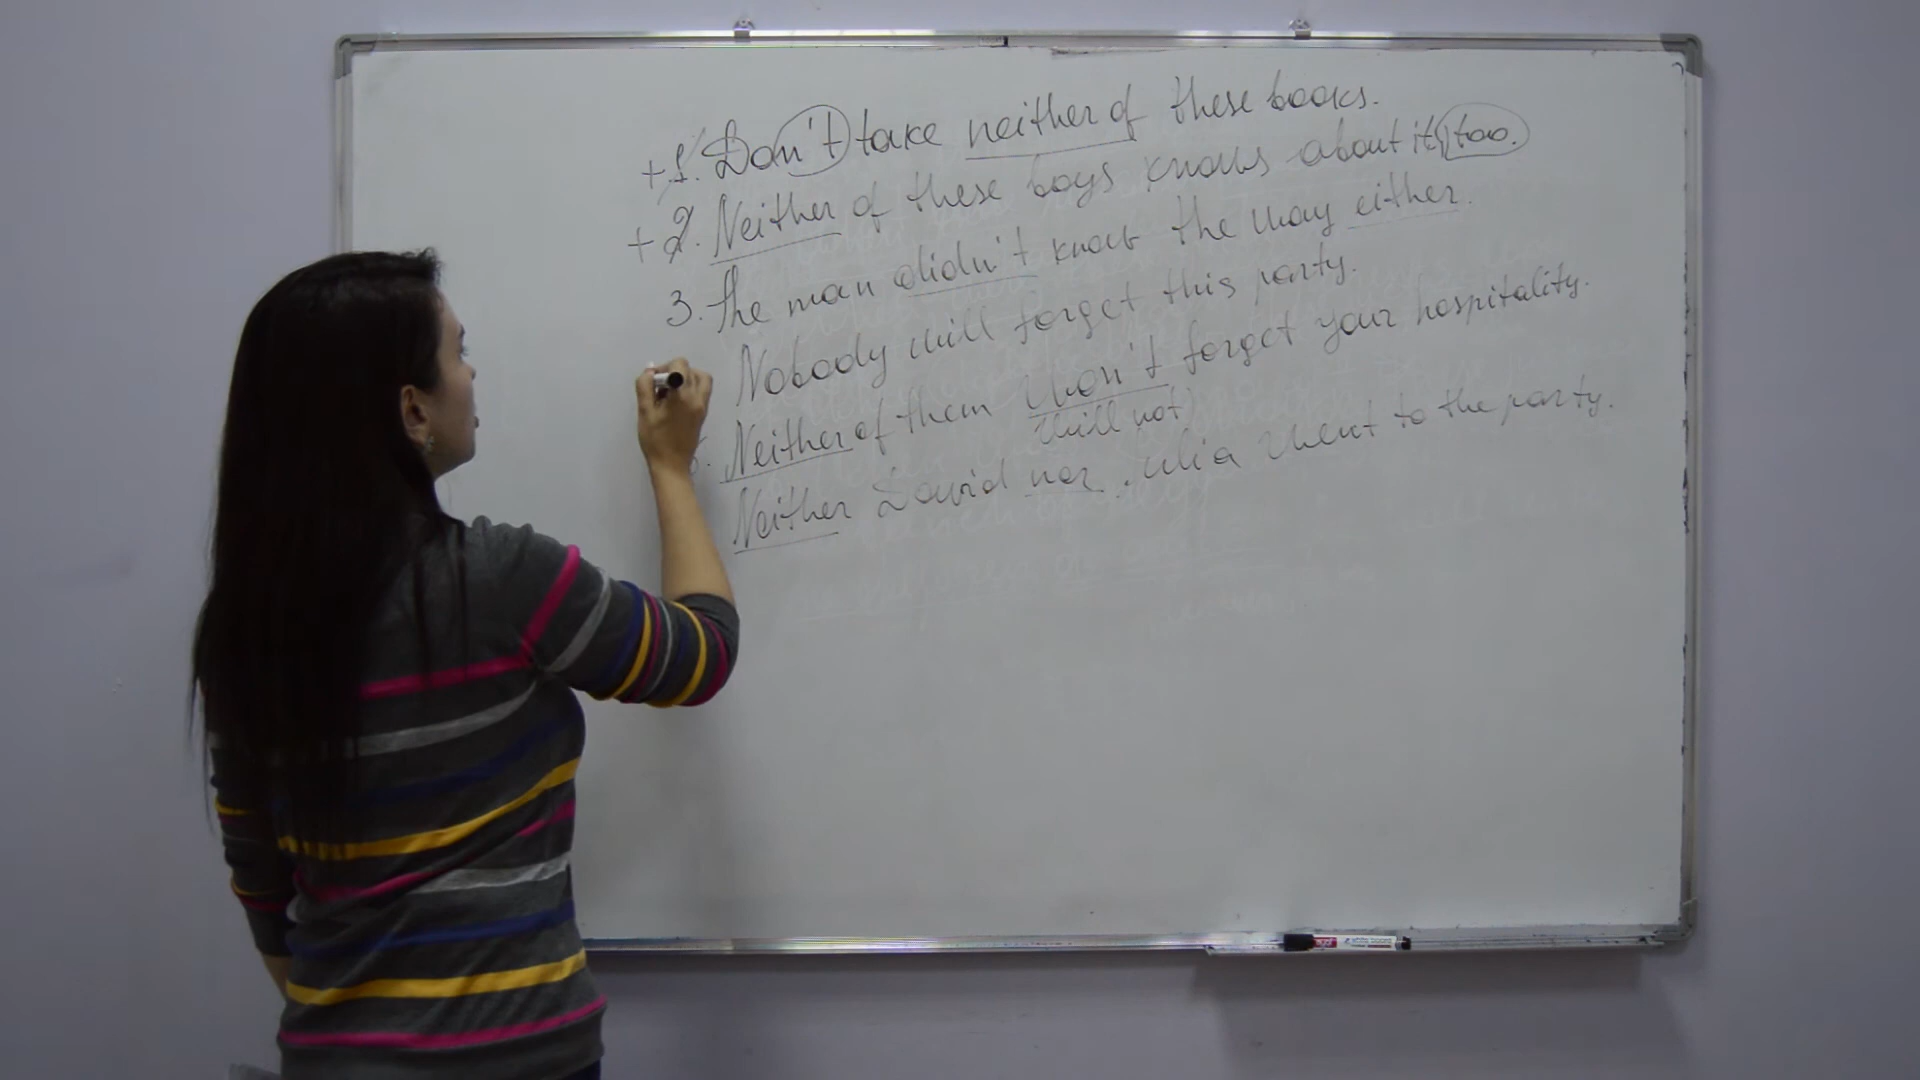 +1. Don't take neither of these books.
+2. Neither of these boys knows about it, too.
3. The man didn't know the way either.
Nobody will forget this party.
Neither of them won't forget your hospitality.
(will not)
Neither David nor Julia went to the party.